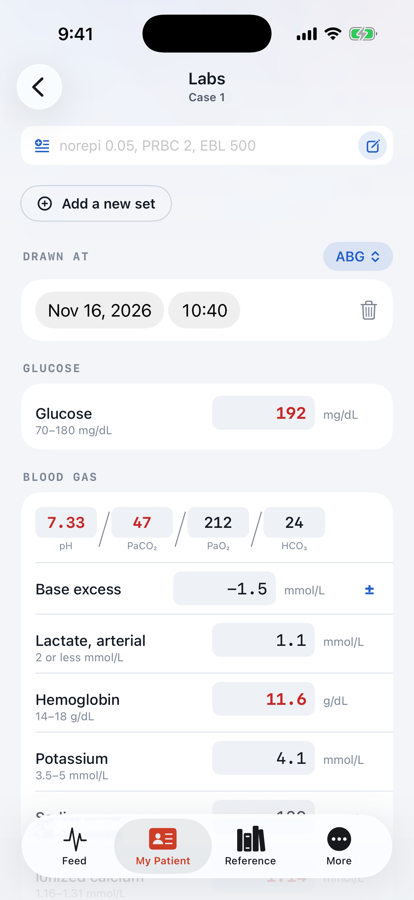 9:41
Labs
Case 1
norepi 0.05, PRBC 2, EBL 500
Add a new set
DRAWN AT
ABG
Nov 16, 2026 10:40
GLUCOSE
Glucose 192 mg/dL
70–180 mg/dL
BLOOD GAS
7.33 47 212 24
pH PaCO₂ PaO₂ HCO₃
Base excess −1.5 mmol/L ±
Lactate, arterial 1.1 mmol/L
2 or less mmol/L
Hemoglobin 11.6 g/dL
14–18 g/dL
Potassium 4.1 mmol/L
3.5–5 mmol/L
Feed My Patient Reference More
Ionized calcium
1.16–1.31 mmol/L